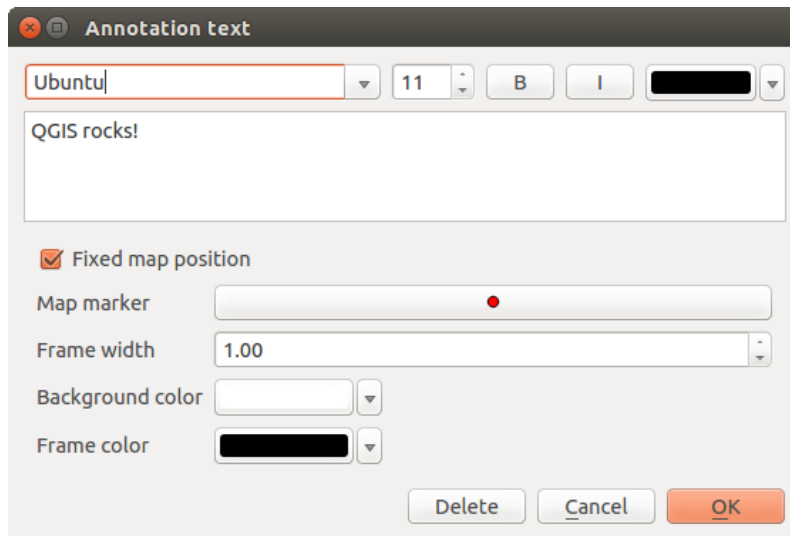 Annotation text
Ubuntu 11 B I
QGIS rocks!
Fixed map position
Map marker
Frame width 1.00
Background color
Frame color
Delete Cancel OK